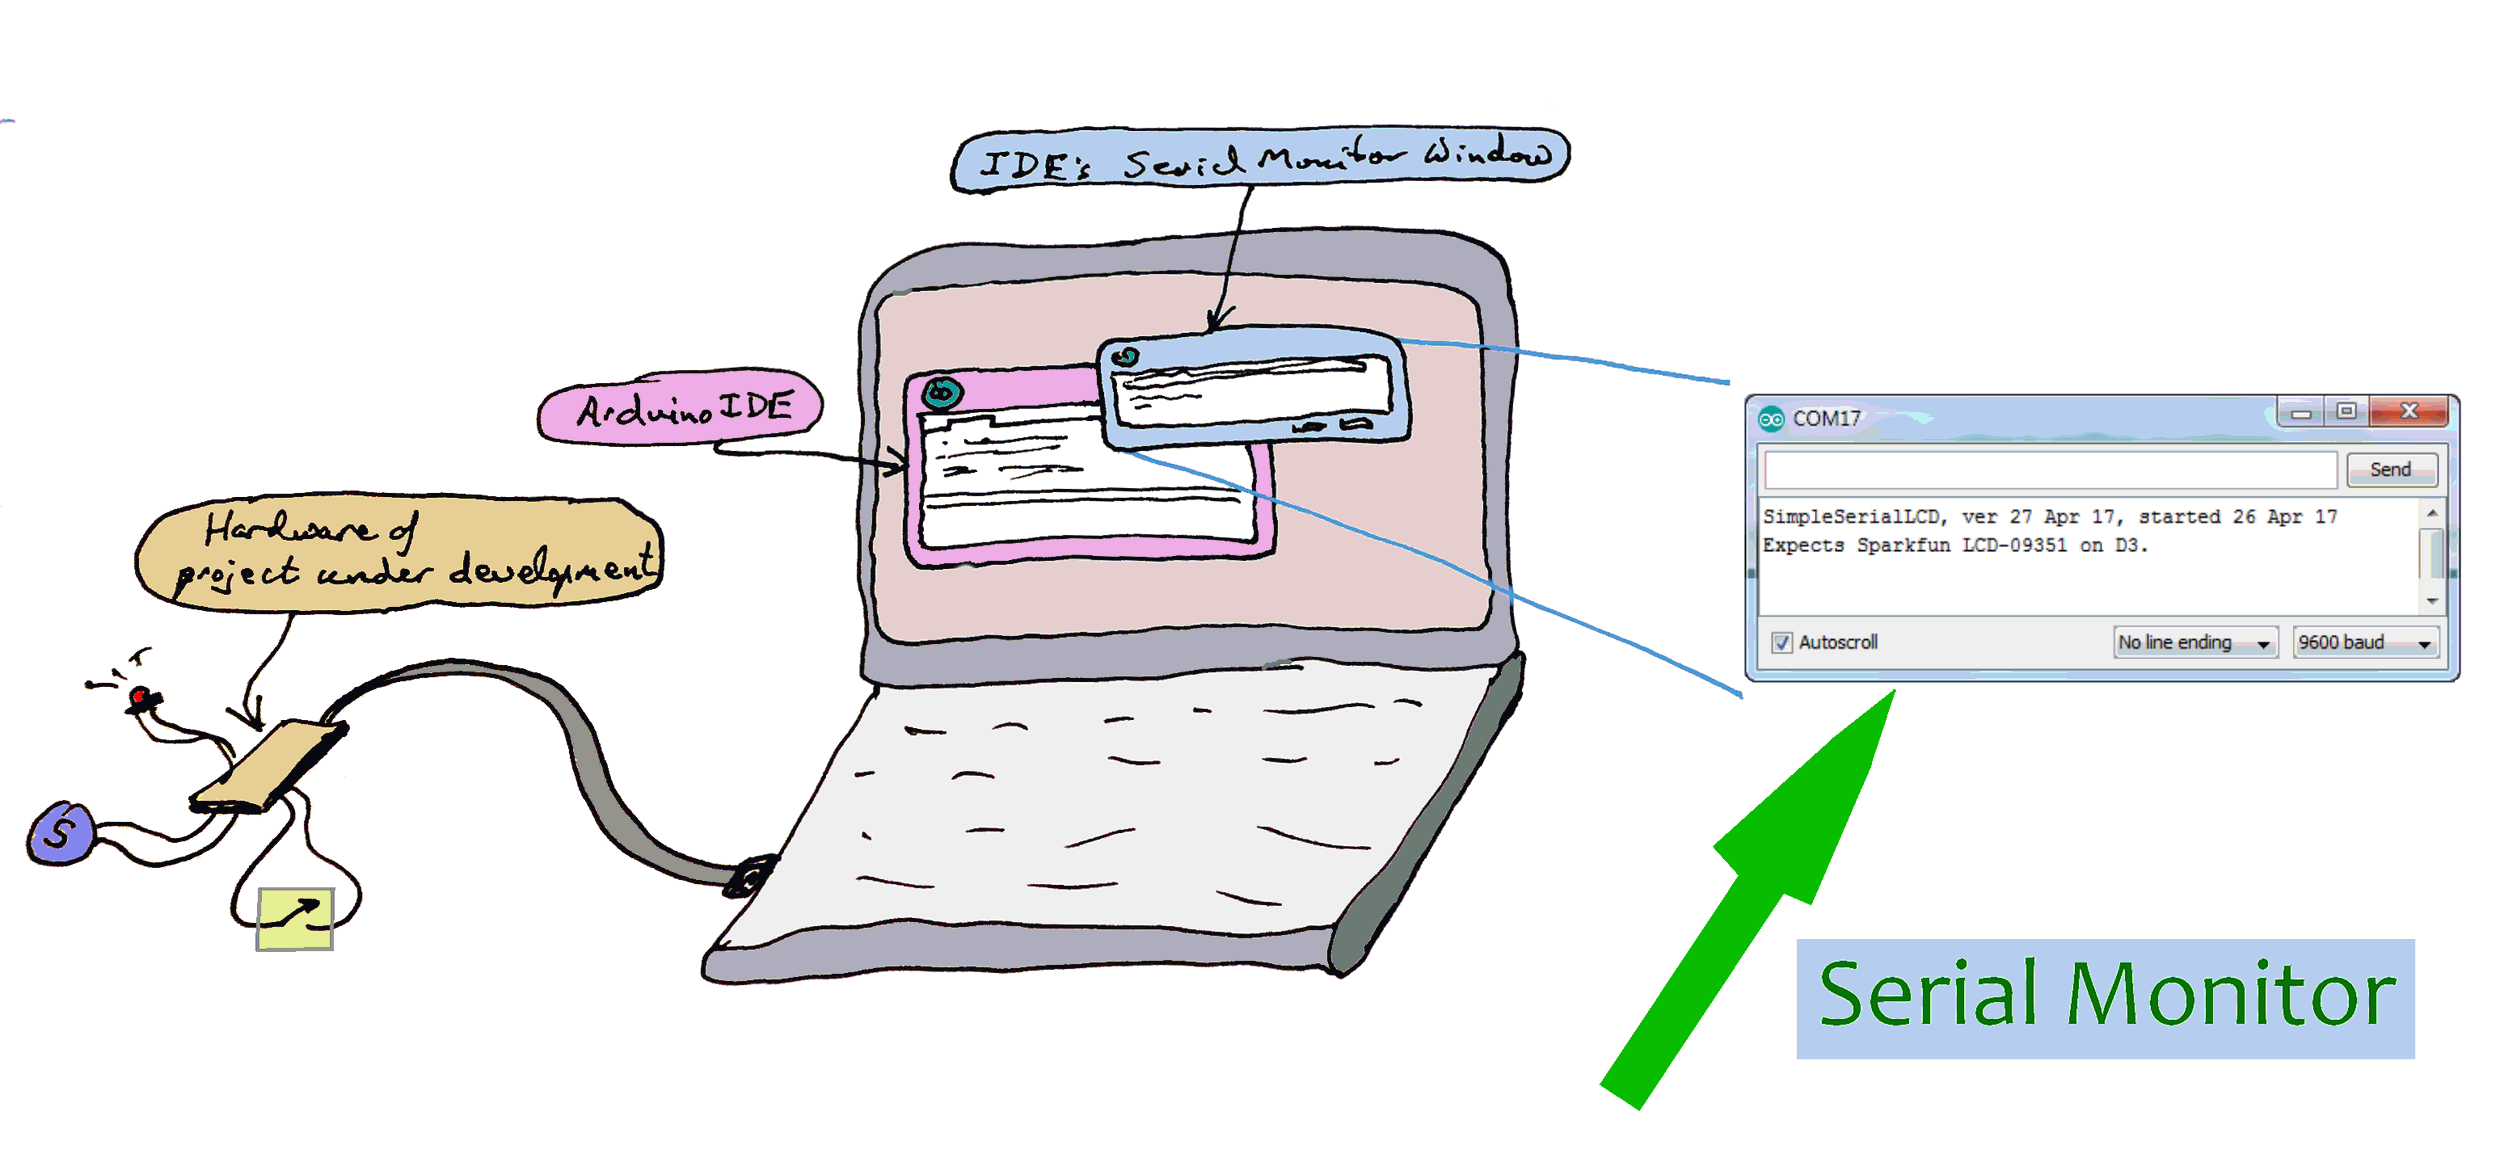 IDE's Serial Monitor Window
Arduino IDE
Hardware of
project under development
S
COM17
Send
SimpleSerialLCD, ver 27 Apr 17, started 26 Apr 17
Expects Sparkfun LCD-09351 on D3.
Autoscroll
No line ending
9600 baud
Serial Monitor